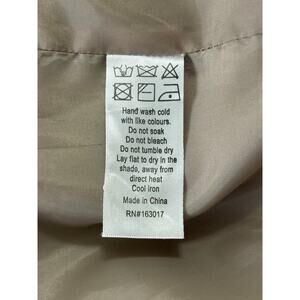 Hand wash cold
with like colours.
Do not soak
Do not bleach
Do not tumble dry
Lay flat to dry in the
shade, away from
direct heat
Cool iron
Made in China
RN#163017